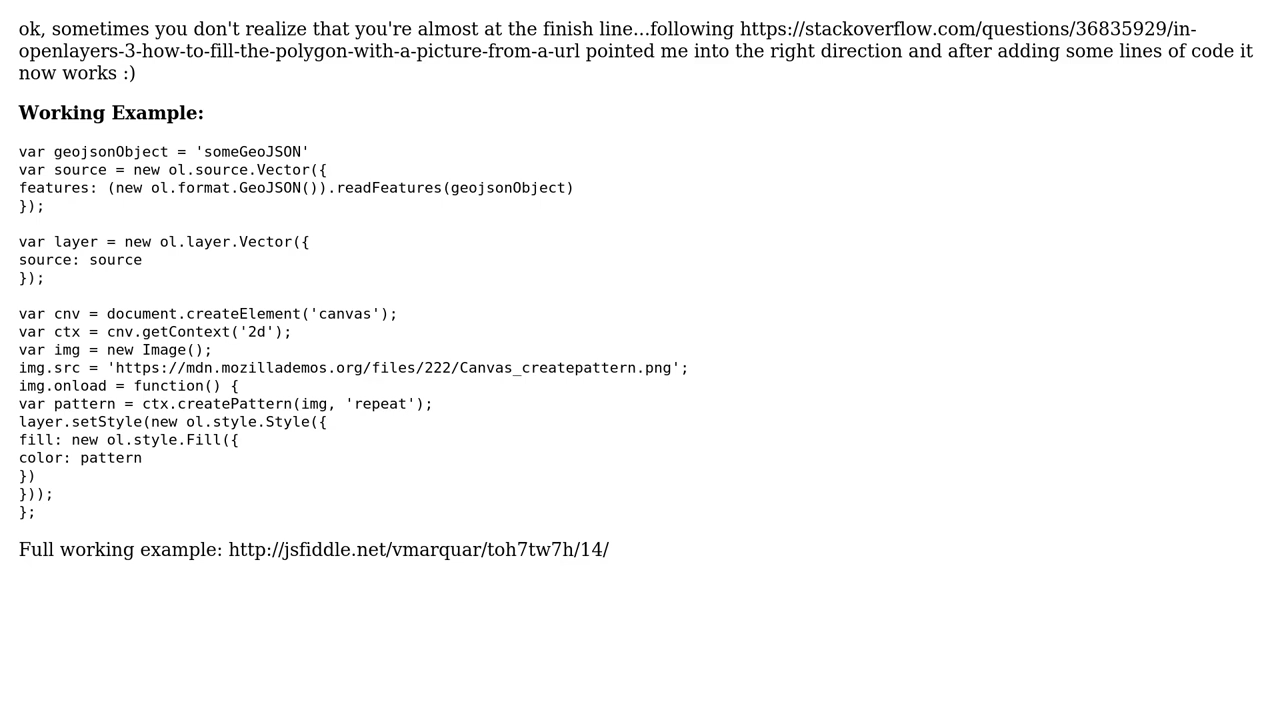 ok, sometimes you don't realize that you're almost at the finish line...following https://stackoverflow.com/questions/36835929/in-
openlayers-3-how-to-fill-the-polygon-with-a-picture-from-a-url pointed me into the right direction and after adding some lines of code it
now works :)
Working Example:
var geojsonObject = 'someGeoJSON'
var source = new ol.source.Vector({
features: (new ol.format.GeoJSON()).readFeatures(geojsonObject)
});
var layer = new ol.layer.Vector({
source: source
});
var cnv = document.createElement('canvas');
var ctx = cnv.getContext('2d');
var img = new Image();
img.src = 'https://mdn.mozillademos.org/files/222/Canvas_createpattern.png';
img.onload = function() {
var pattern = ctx.createPattern(img, 'repeat');
layer.setStyle(new ol.style.Style({
fill: new ol.style.Fill({
color: pattern
})
}));
};
Full working example: http://jsfiddle.net/vmarquar/toh7tw7h/14/